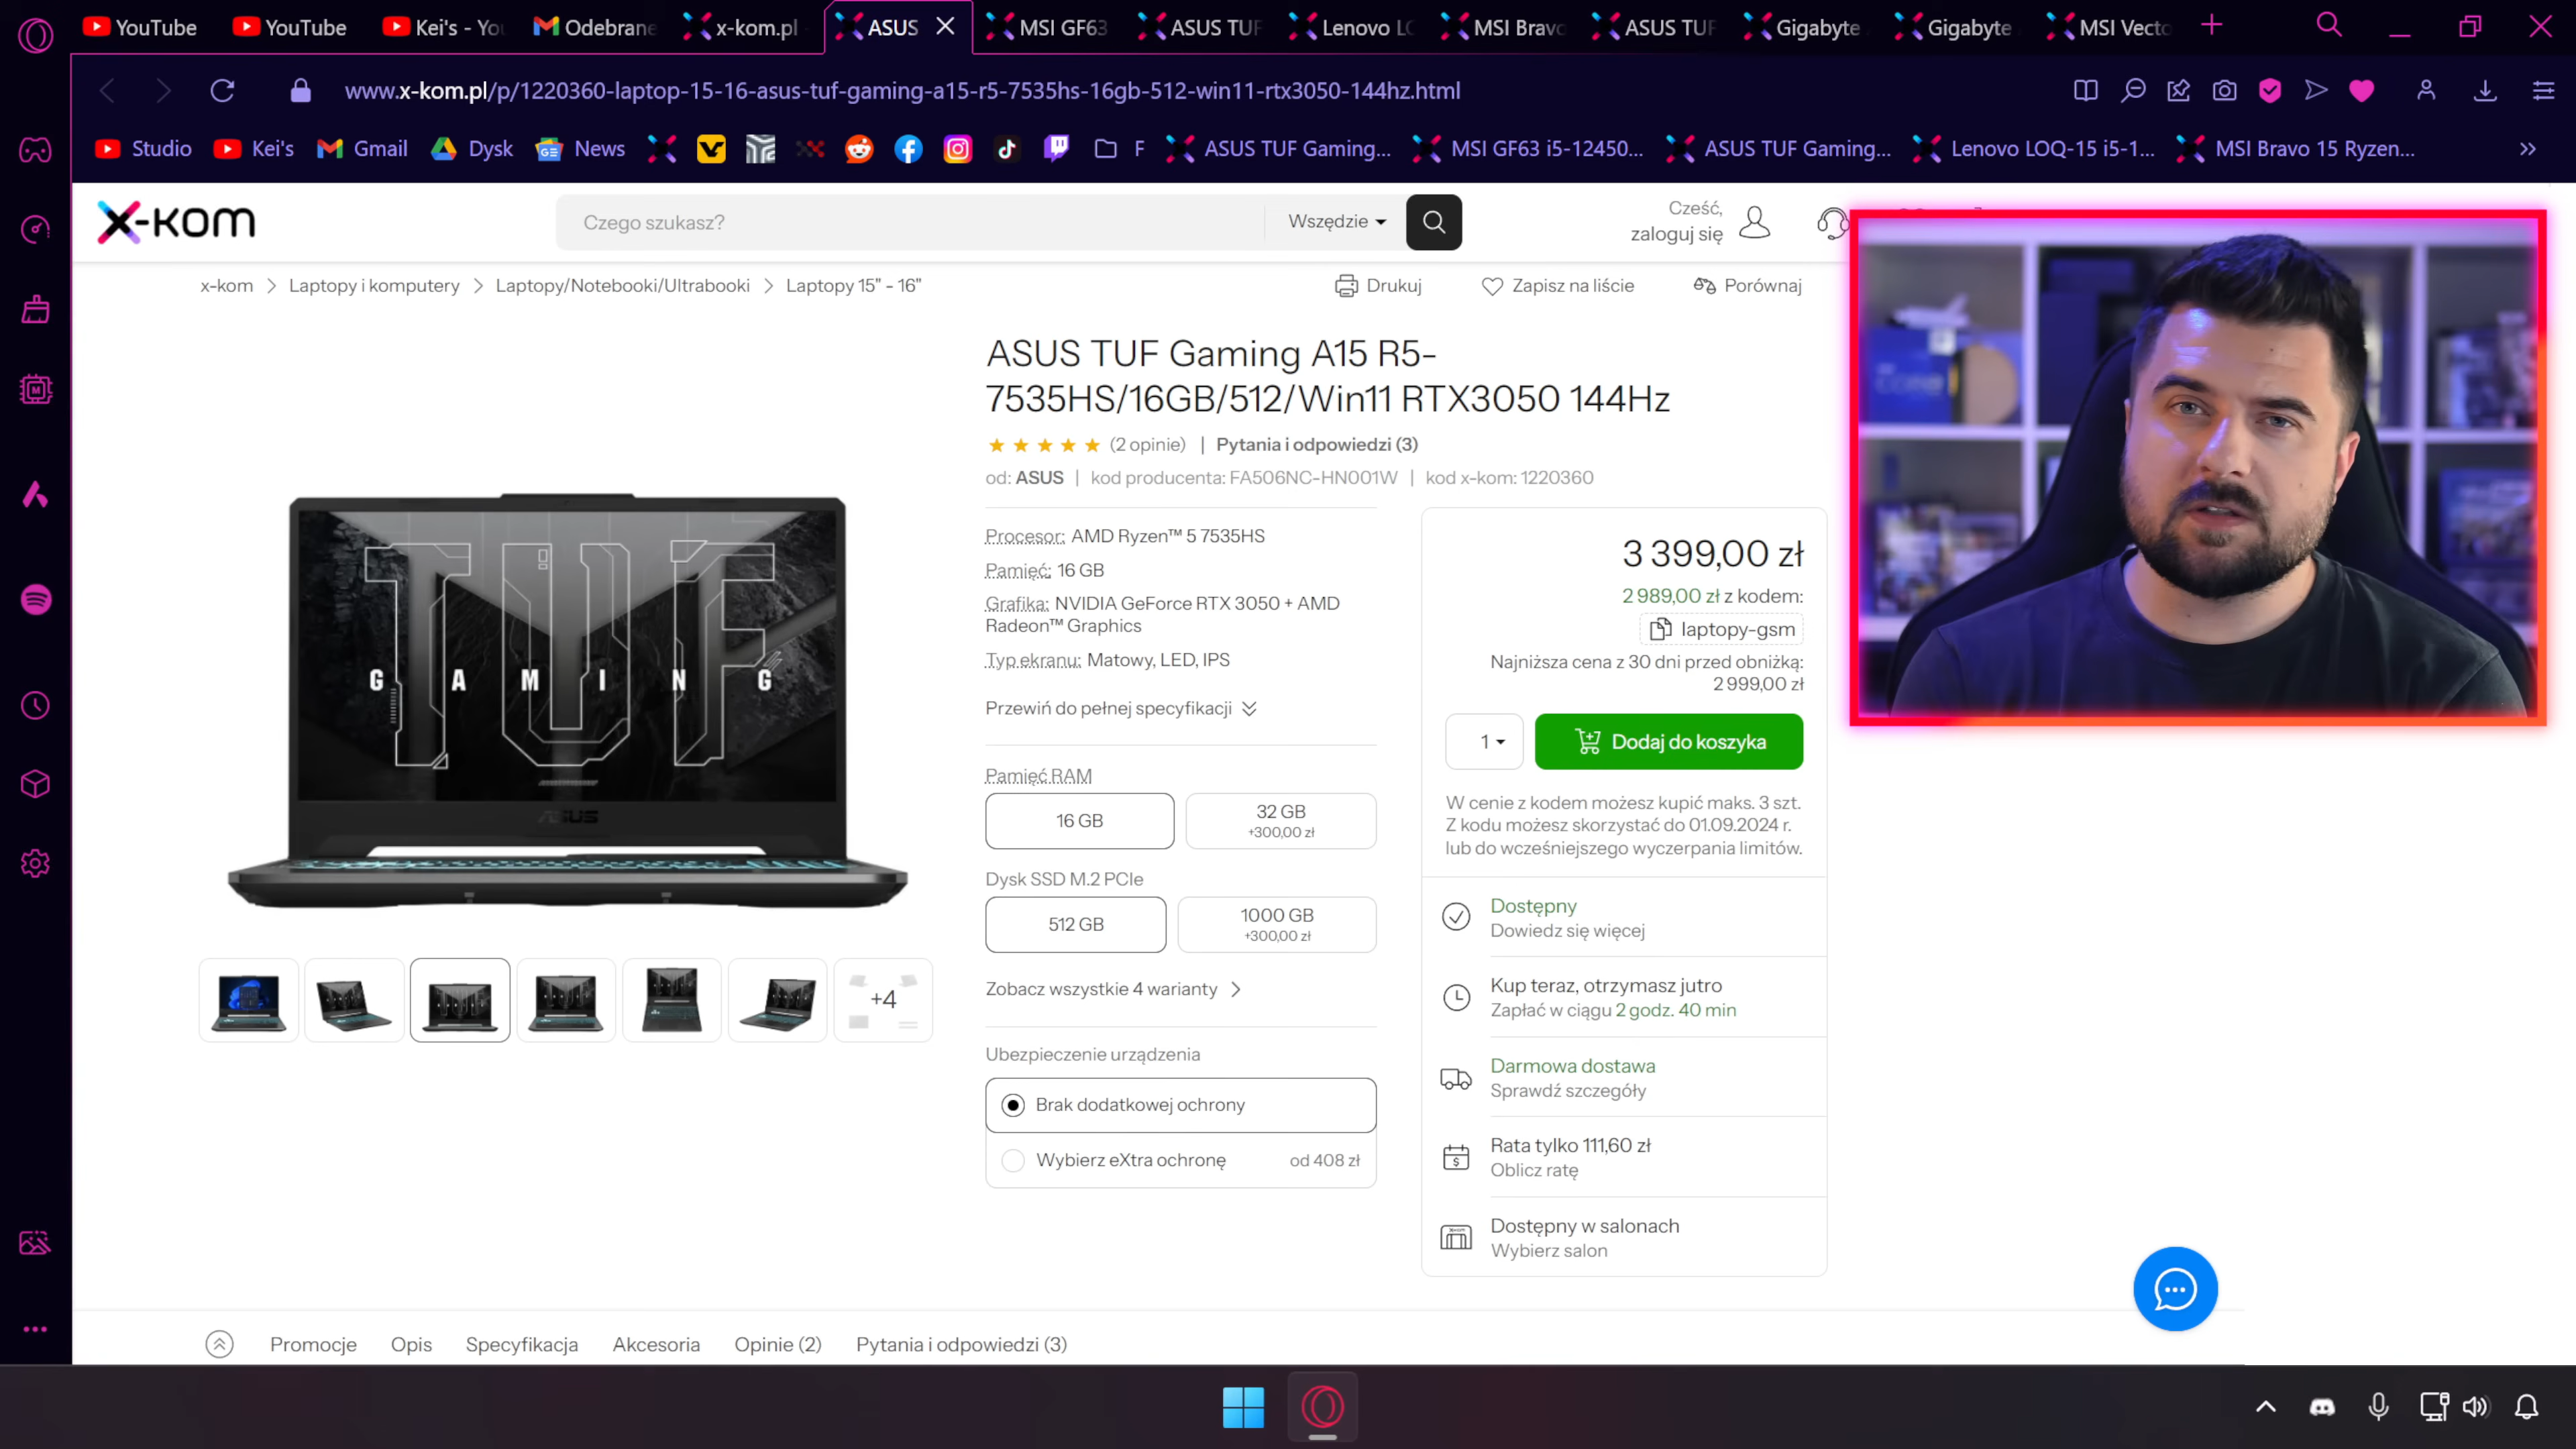 YouTube
YouTube
Kei's - You
Odebrane
x-kom.pl -
ASUS
MSI GF63
ASUS TUF
Lenovo LO
MSI Bravo
ASUS TUF
Gigabyte
Gigabyte
MSI Vecto
www.x-kom.pl/p/1220360-laptop-15-16-asus-tuf-gaming-a15-r5-7535hs-16gb-512-win11-rtx3050-144hz.html
Studio
Kei's
Gmail
Dysk
News
F
ASUS TUF Gaming...
MSI GF63 i5-12450...
ASUS TUF Gaming...
Lenovo LOQ-15 i5-1...
MSI Bravo 15 Ryzen...
x-kom
Czego szukasz?
Wszędzie
Cześć,
zaloguj się
x-kom > Laptopy i komputery > Laptopy/Notebooki/Ultrabooki > Laptopy 15" - 16"
Drukuj
Zapisz na liście
Porównaj
ASUS TUF Gaming A15 R5-
7535HS/16GB/512/Win11 RTX3050 144Hz
(2 opinie) | Pytania i odpowiedzi (3)
od: ASUS | kod producenta: FA506NC-HN001W | kod x-kom: 1220360
TUF
GAMING
ASUS
+4
Procesor: AMD Ryzen™ 5 7535HS
Pamięć: 16 GB
Grafika: NVIDIA GeForce RTX 3050 + AMD
Radeon™ Graphics
Typ ekranu: Matowy, LED, IPS
Przewiń do pełnej specyfikacji
Pamięć RAM
16 GB
32 GB
+300,00 zł
Dysk SSD M.2 PCIe
512 GB
1000 GB
+300,00 zł
Zobacz wszystkie 4 warianty
Ubezpieczenie urządzenia
Brak dodatkowej ochrony
Wybierz eXtra ochronę
od 408 zł
3 399,00 zł
2 989,00 zł z kodem:
laptopy-gsm
Najniższa cena z 30 dni przed obniżką:
2 999,00 zł
1
Dodaj do koszyka
W cenie z kodem możesz kupić maks. 3 szt.
Z kodu możesz skorzystać do 01.09.2024 r.
lub do wcześniejszego wyczerpania limitów.
Dostępny
Dowiedz się więcej
Kup teraz, otrzymasz jutro
Zapłać w ciągu 2 godz. 40 min
Darmowa dostawa
Sprawdź szczegóły
Rata tylko 111,60 zł
Oblicz ratę
Dostępny w salonach
Wybierz salon
Promocje
Opis
Specyfikacja
Akcesoria
Opinie (2)
Pytania i odpowiedzi (3)